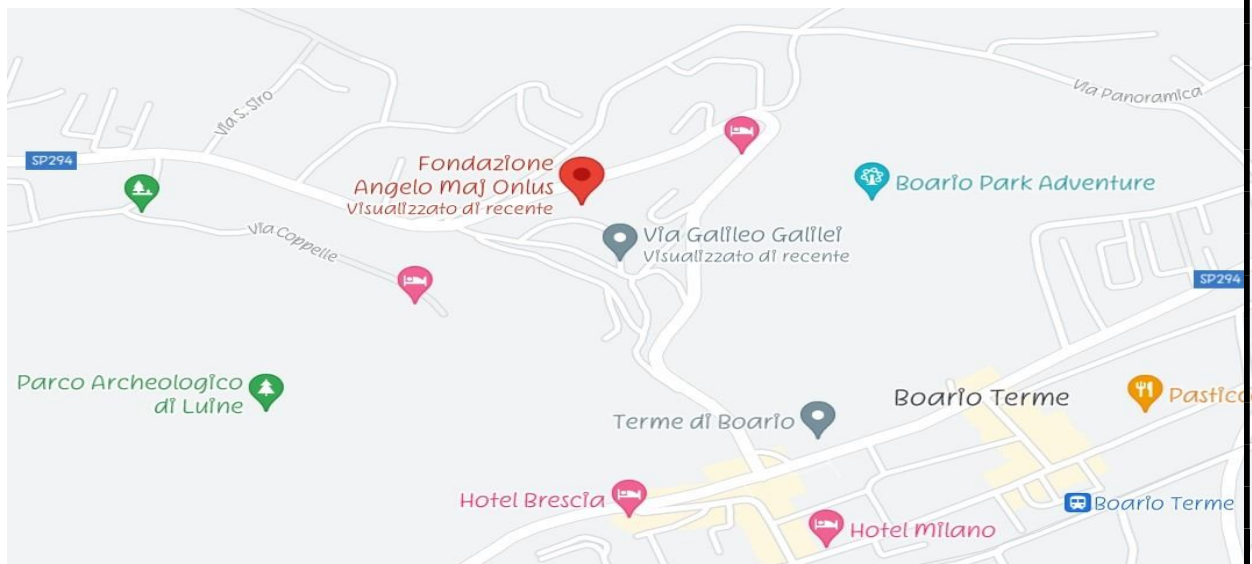 Via Panoramica
Via S. Siro
SP294
Fondazione
Angelo Maj Onlus
Visualizzato di recente
Boario Park Adventure
Via Galileo Galilei
Visualizzato di recente
Via Coppelle
SP294
Parco Archeologico
di Luine
Boario Terme
Pasticc
Terme di Boario
Hotel Brescia
Boario Terme
Hotel Milano